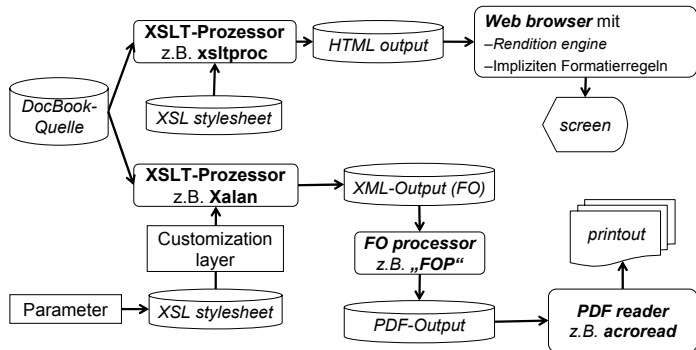 XSLT-Prozessor
z.B. xsltproc
HTML output
Web browser mit
–Rendition engine
–Impliziten Formatierregeln
DocBook-
Quelle
XSL stylesheet
screen
XSLT-Prozessor
z.B. Xalan
XML-Output (FO)
Customization
layer
FO processor
z.B. „FOP“
printout
Parameter
XSL stylesheet
PDF-Output
PDF reader
z.B. acroread